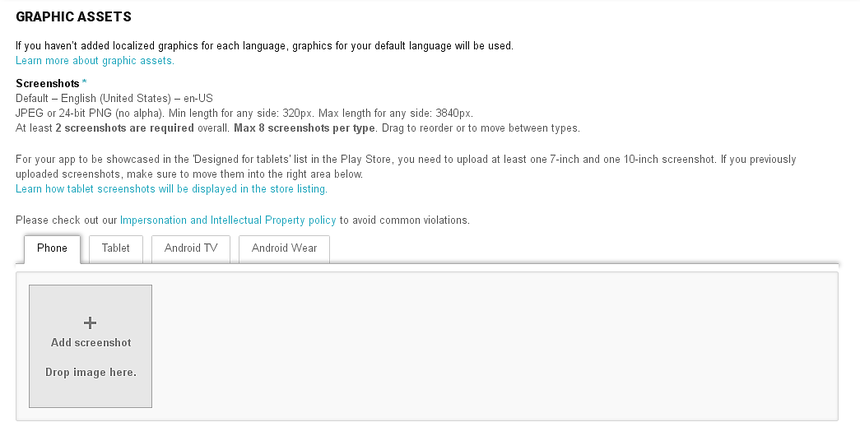 GRAPHIC ASSETS
If you haven't added localized graphics for each language, graphics for your default language will be used.
Learn more about graphic assets.
Screenshots *
Default – English (United States) – en-US
JPEG or 24-bit PNG (no alpha). Min length for any side: 320px. Max length for any side: 3840px.
At least 2 screenshots are required overall. Max 8 screenshots per type. Drag to reorder or to move between types.
For your app to be showcased in the 'Designed for tablets' list in the Play Store, you need to upload at least one 7-inch and one 10-inch screenshot. If you previously
uploaded screenshots, make sure to move them into the right area below.
Learn how tablet screenshots will be displayed in the store listing.
Please check out our Impersonation and Intellectual Property policy to avoid common violations.
Phone Tablet Android TV Android Wear
+
Add screenshot
Drop image here.